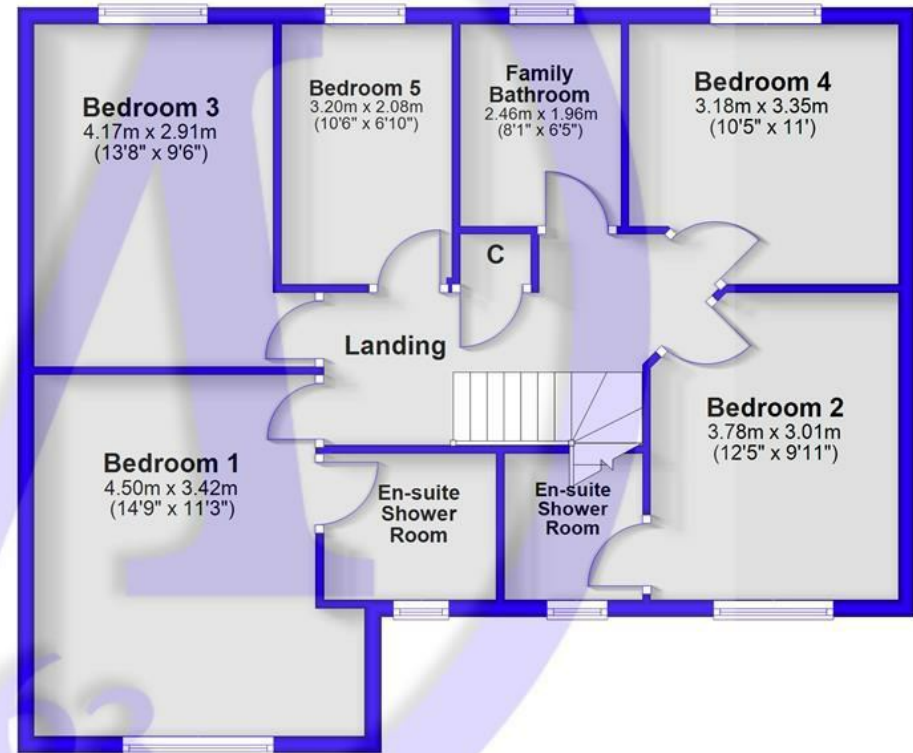 Bedroom 3
4.17m x 2.91m
(13'8" x 9'6")
Bedroom 5
3.20m x 2.08m
(10'6" x 6'10")
Family
Bathroom
2.46m x 1.96m
(8'1" x 6'5")
Bedroom 4
3.18m x 3.35m
(10'5" x 11')
C
Landing
Bedroom 2
3.78m x 3.01m
(12'5" x 9'11")
Bedroom 1
4.50m x 3.42m
(14'9" x 11'3")
En-suite
Shower
Room
En-suite
Shower
Room